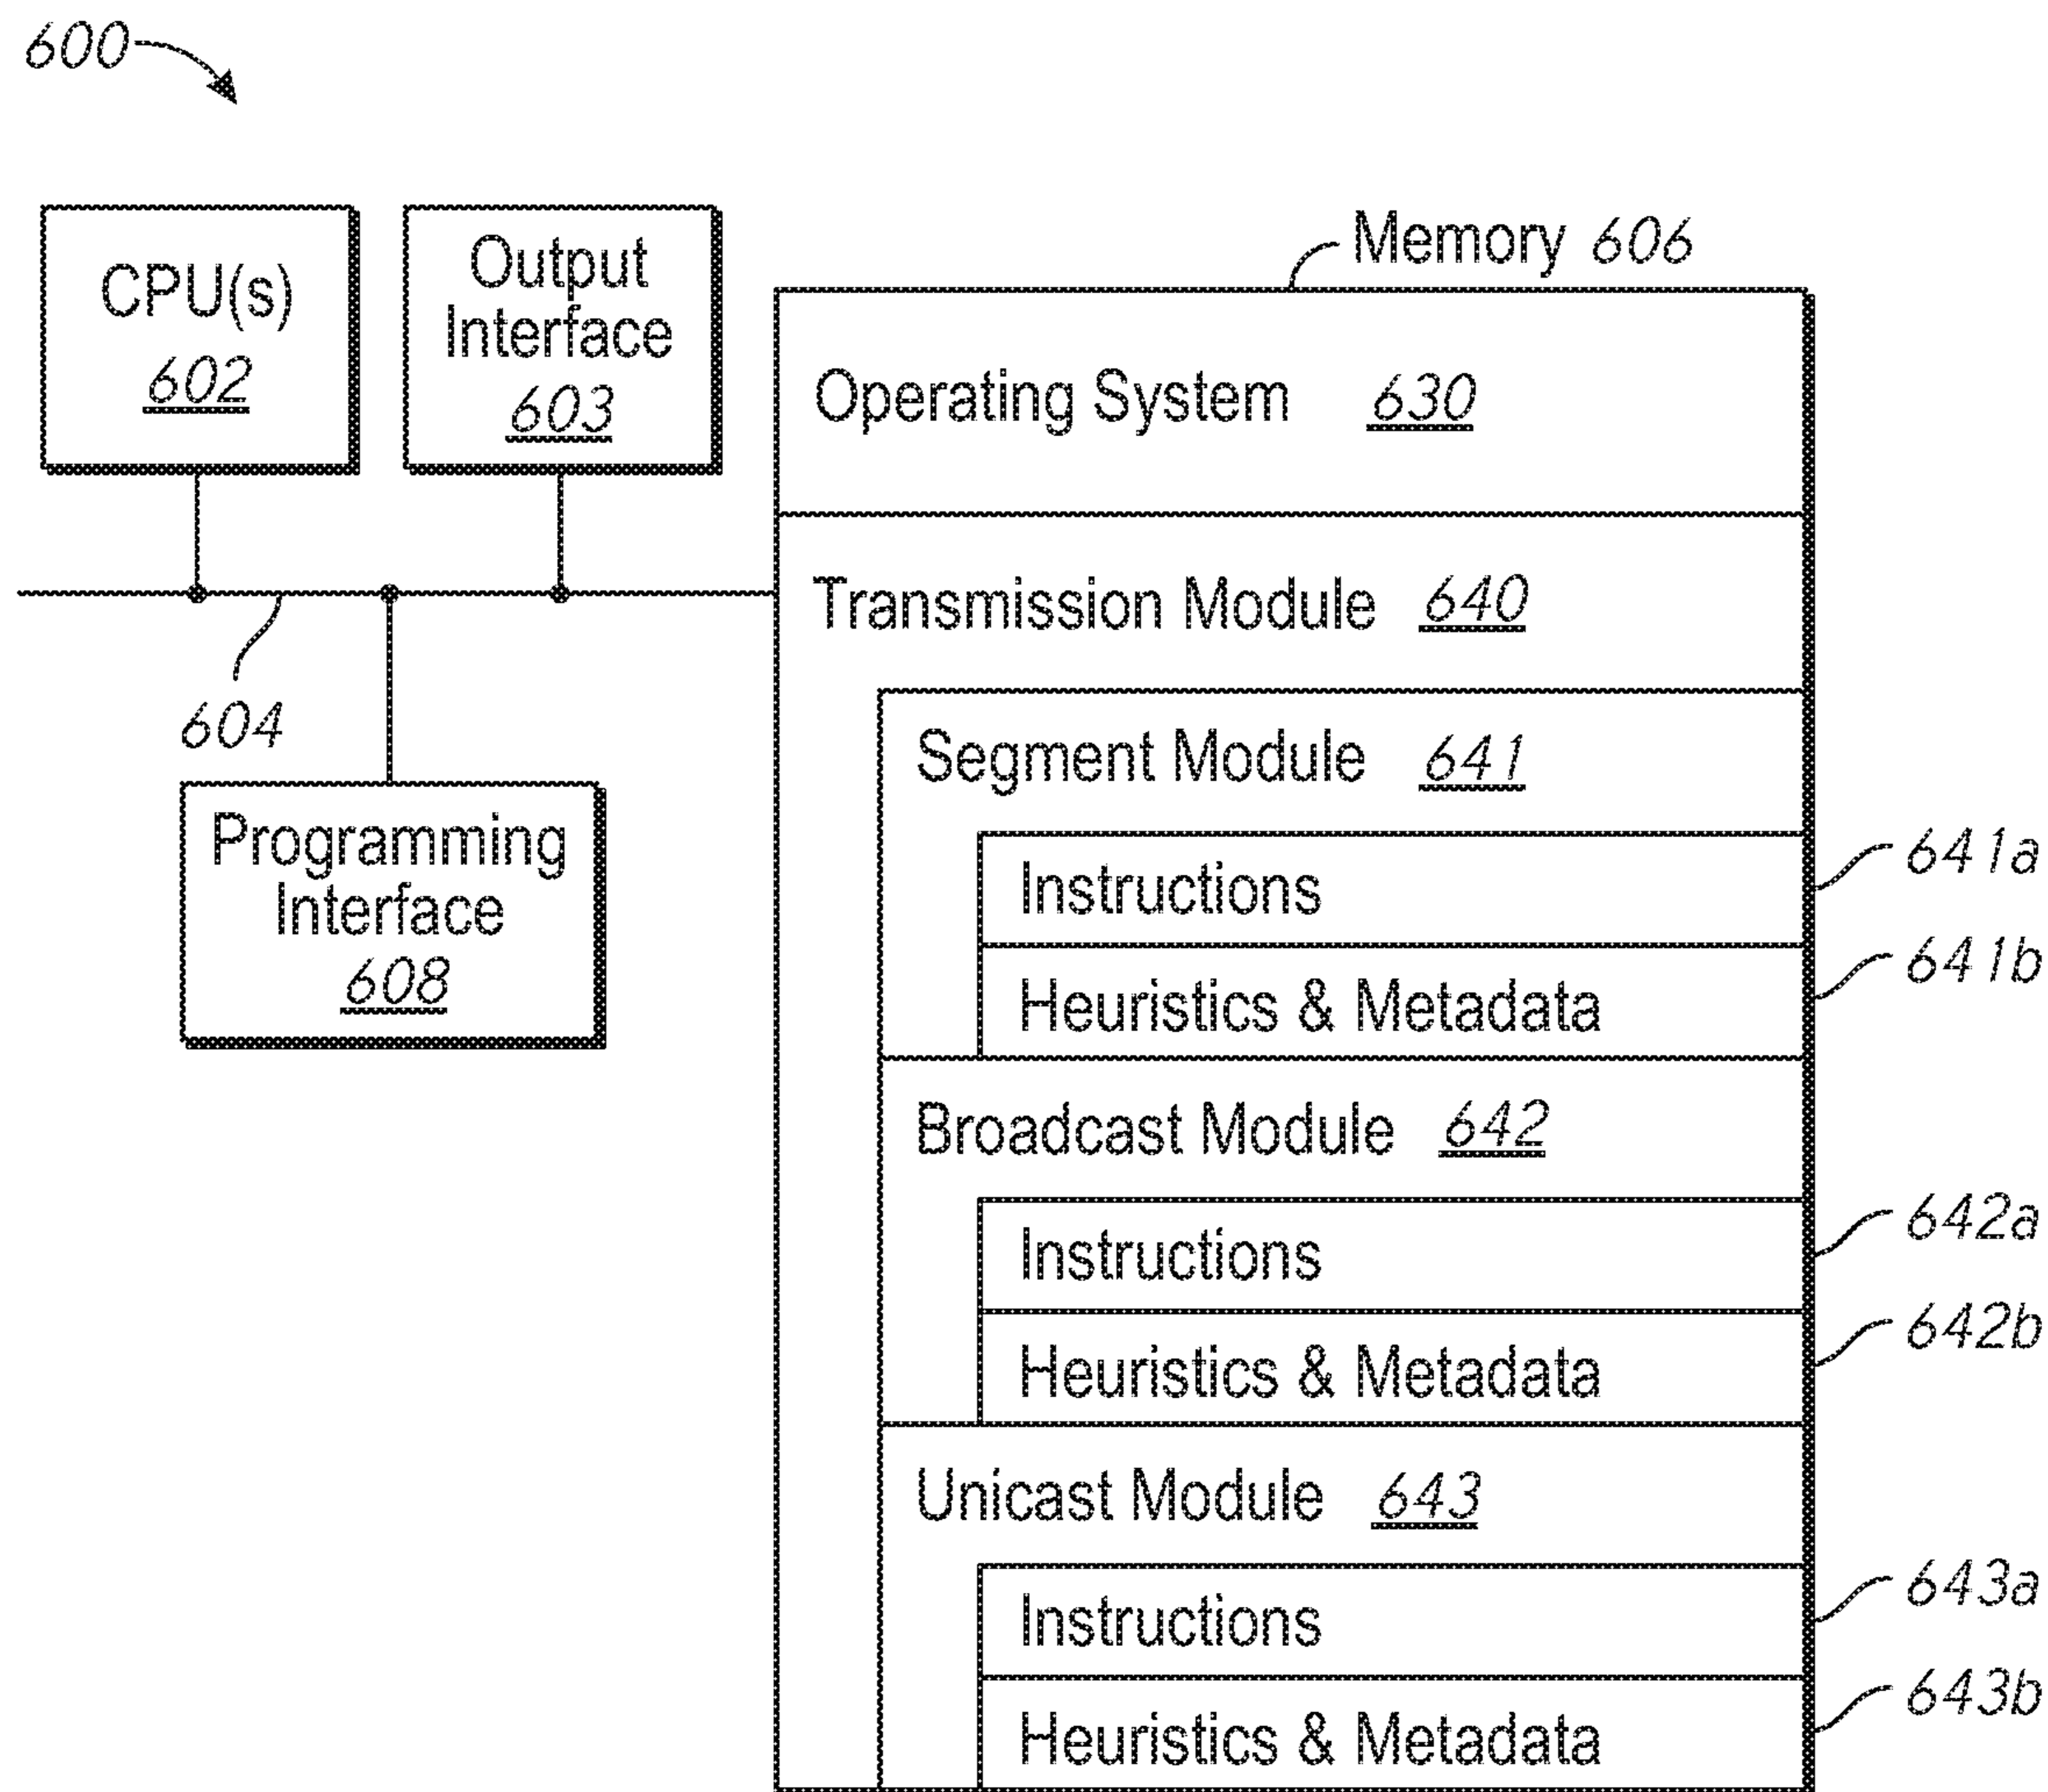 600
CPU(s)
602
Output
Interface
603
Memory 606
Operating System 630
Transmission Module 640
604
Programming
Interface
608
Segment Module 641
Instructions
641a
Heuristics & Metadata
641b
Broadcast Module 642
Instructions
642a
Heuristics & Metadata
642b
Unicast Module 643
Instructions
643a
Heuristics & Metadata
643b